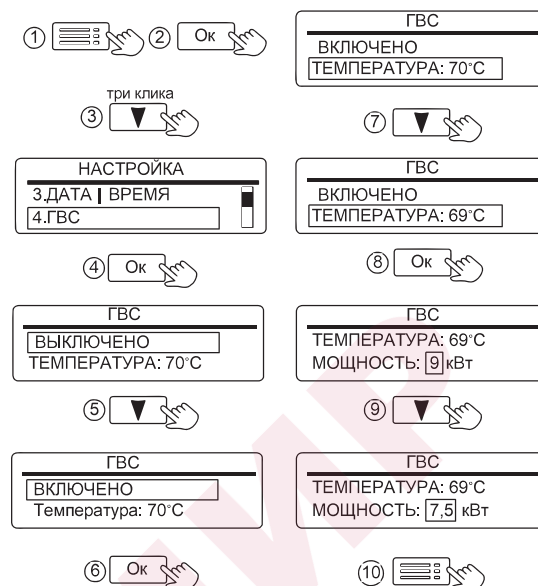 ① ② Ок
три клика
③ ▼
НАСТРОЙКА
3.ДАТА | ВРЕМЯ
4.ГВС
④ Ок
ГВС
ВЫКЛЮЧЕНО
ТЕМПЕРАТУРА: 70°С
⑤ ▼
ГВС
ВКЛЮЧЕНО
Температура: 70°С
⑥ Ок
ГВС
ВКЛЮЧЕНО
ТЕМПЕРАТУРА: 70°С
⑦ ▼
ГВС
ВКЛЮЧЕНО
ТЕМПЕРАТУРА: 69°С
⑧ Ок
ГВС
ТЕМПЕРАТУРА: 69°С
МОЩНОСТЬ: 9 кВт
⑨ ▼
ГВС
ТЕМПЕРАТУРА: 69°С
МОЩНОСТЬ: 7,5 кВт
⑩